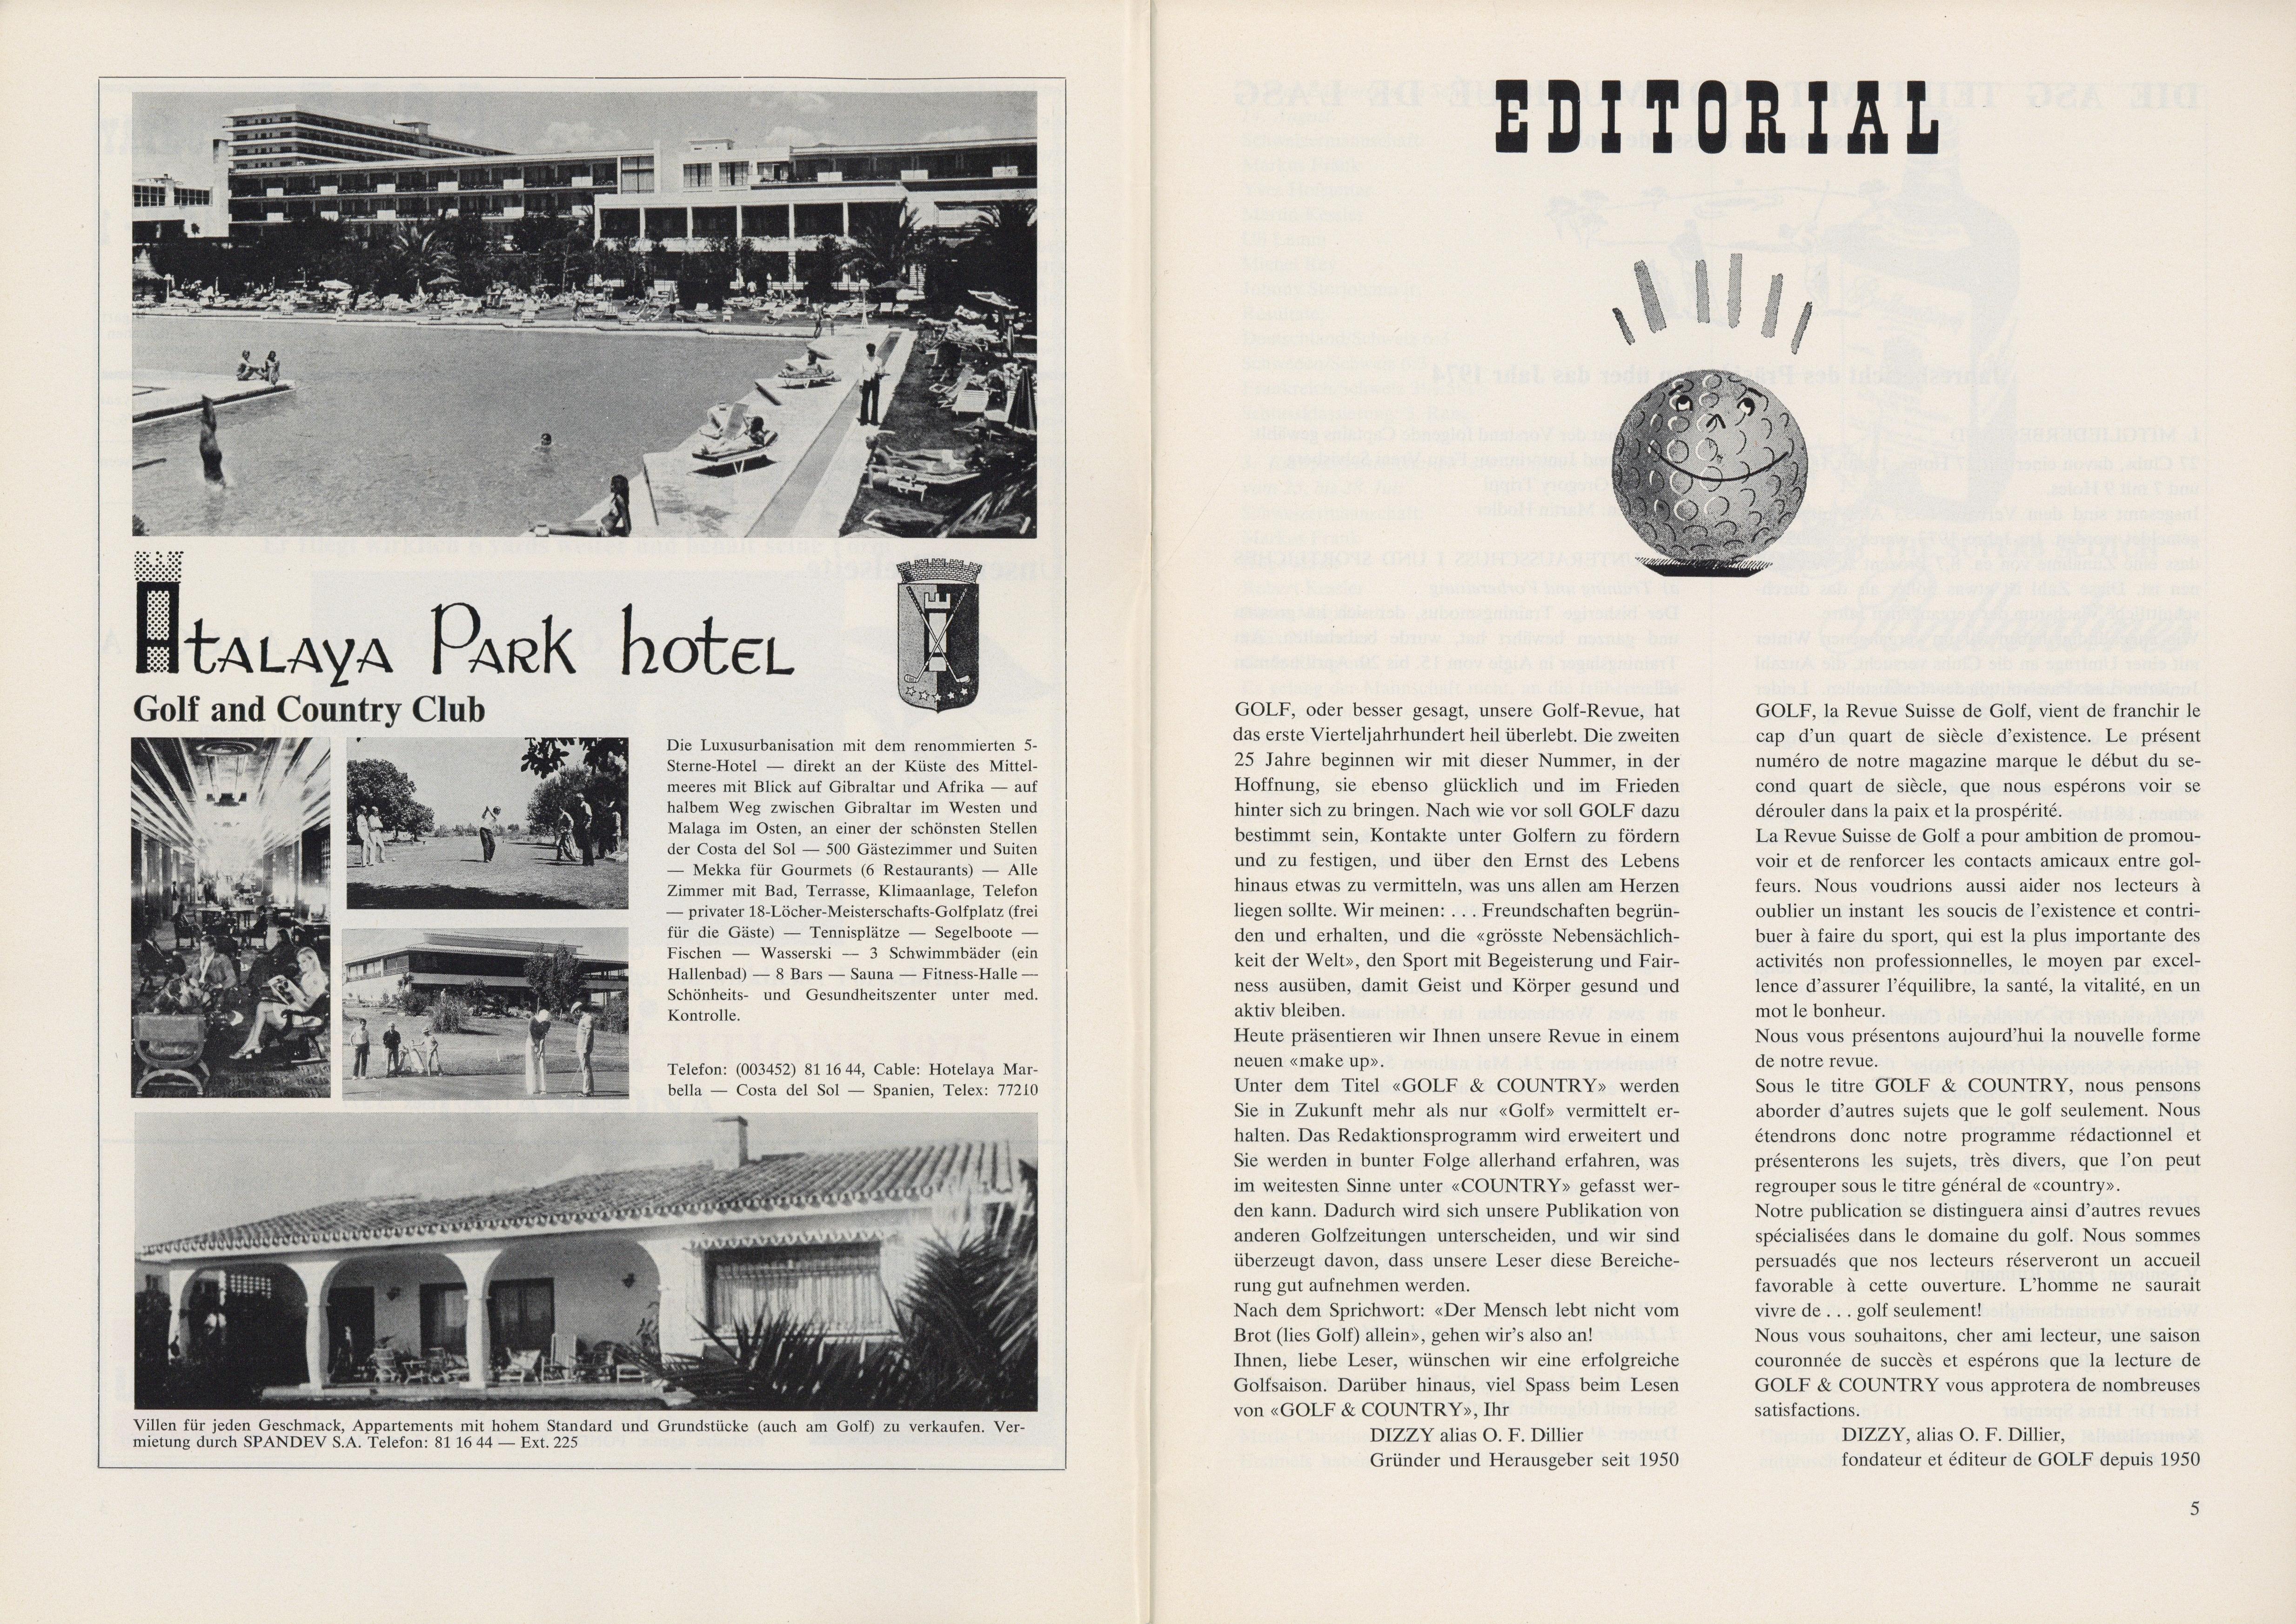 Atalaya Park hotel
Golf and Country Club
Die Luxusurbanisation mit dem renommierten 5-
Sterne-Hotel — direkt an der Küste des Mittel-
meeres mit Blick auf Gibraltar und Afrika — auf
halbem Weg zwischen Gibraltar im Westen und
Malaga im Osten, an einer der schönsten Stellen
der Costa del Sol — 500 Gästezimmer und Suiten
— Mekka für Gourmets (6 Restaurants) — Alle
Zimmer mit Bad, Terrasse, Klimaanlage, Telefon
— privater 18-Löcher-Meisterschafts-Golfplatz (frei
für die Gäste) — Tennisplätze — Segelboote —
Fischen — Wasserski — 3 Schwimmbäder (ein
Hallenbad) — 8 Bars — Sauna — Fitness-Halle —
Schönheits- und Gesundheitszenter unter med.
Kontrolle.
Telefon: (003452) 81 16 44, Cable: Hotelaya Mar-
bella — Costa del Sol — Spanien, Telex: 77210
Villen für jeden Geschmack, Appartements mit hohem Standard und Grundstücke (auch am Golf) zu verkaufen. Ver-
mietung durch SPANDEV S.A. Telefon: 81 16 44 — Ext. 225
EDITORIAL
GOLF, oder besser gesagt, unsere Golf-Revue, hat
das erste Vierteljahrhundert heil überlebt. Die zweiten
25 Jahre beginnen wir mit dieser Nummer, in der
Hoffnung, sie ebenso glücklich und im Frieden
hinter sich zu bringen. Nach wie vor soll GOLF dazu
bestimmt sein, Kontakte unter Golfern zu fördern
und zu festigen, und über den Ernst des Lebens
hinaus etwas zu vermitteln, was uns allen am Herzen
liegen sollte. Wir meinen: . . . Freundschaften begrün-
den und erhalten, und die «grösste Nebensächlich-
keit der Welt», den Sport mit Begeisterung und Fair-
ness ausüben, damit Geist und Körper gesund und
aktiv bleiben.
Heute präsentieren wir Ihnen unsere Revue in einem
neuen «make up».
Unter dem Titel «GOLF & COUNTRY» werden
Sie in Zukunft mehr als nur «Golf» vermittelt er-
halten. Das Redaktionsprogramm wird erweitert und
Sie werden in bunter Folge allerhand erfahren, was
im weitesten Sinne unter «COUNTRY» gefasst wer-
den kann. Dadurch wird sich unsere Publikation von
anderen Golfzeitungen unterscheiden, und wir sind
überzeugt davon, dass unsere Leser diese Bereiche-
rung gut aufnehmen werden.
Nach dem Sprichwort: «Der Mensch lebt nicht vom
Brot (lies Golf) allein», gehen wir's also an!
Ihnen, liebe Leser, wünschen wir eine erfolgreiche
Golfsaison. Darüber hinaus, viel Spass beim Lesen
von «GOLF & COUNTRY», Ihr
DIZZY alias O. F. Dillier
Gründer und Herausgeber seit 1950
GOLF, la Revue Suisse de Golf, vient de franchir le
cap d'un quart de siècle d'existence. Le présent
numéro de notre magazine marque le début du se-
cond quart de siècle, que nous espérons voir se
dérouler dans la paix et la prospérité.
La Revue Suisse de Golf a pour ambition de promou-
voir et de renforcer les contacts amicaux entre gol-
feurs. Nous voudrions aussi aider nos lecteurs à
oublier un instant les soucis de l'existence et contri-
buer à faire du sport, qui est la plus importante des
activités non professionnelles, le moyen par excel-
lence d'assurer l'équilibre, la santé, la vitalité, en un
mot le bonheur.
Nous vous présentons aujourd'hui la nouvelle forme
de notre revue.
Sous le titre GOLF & COUNTRY, nous pensons
aborder d'autres sujets que le golf seulement. Nous
étendrons donc notre programme rédactionnel et
présenterons les sujets, très divers, que l'on peut
regrouper sous le titre général de «country».
Notre publication se distinguera ainsi d'autres revues
spécialisées dans le domaine du golf. Nous sommes
persuadés que nos lecteurs réserveront un accueil
favorable à cette ouverture. L'homme ne saurait
vivre de . . . golf seulement!
Nous vous souhaitons, cher ami lecteur, une saison
couronnée de succès et espérons que la lecture de
GOLF & COUNTRY vous approtera de nombreuses
satisfactions.
DIZZY, alias O. F. Dillier,
fondateur et éditeur de GOLF depuis 1950
5